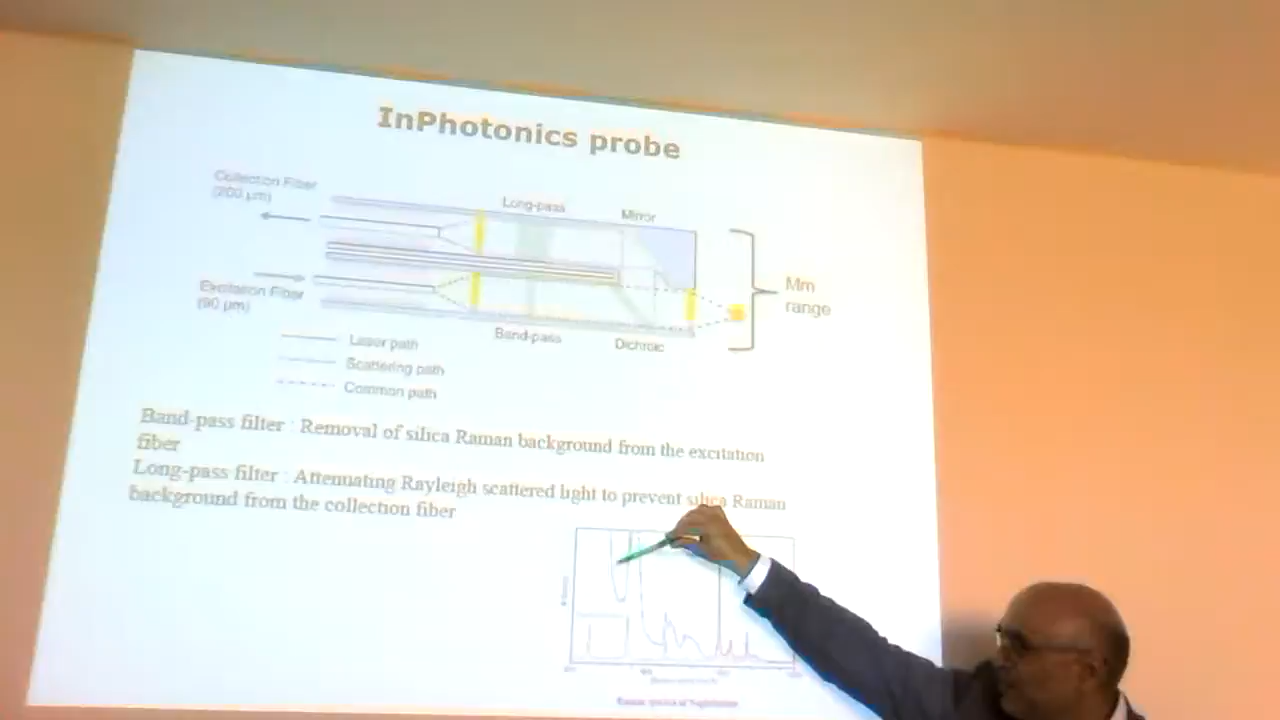 InPhotonics probe
Collection Fiber
(200 µm)
Long-pass
Mirror
Mm
range
Excitation Fiber
(90 µm)
Band-pass
Dichroic
Laser path
Scattering path
Common path
Band-pass filter : Removal of silica Raman background from the excitation
fiber
Long-pass filter : Attenuating Rayleigh scattered light to prevent silica Raman
background from the collection fiber